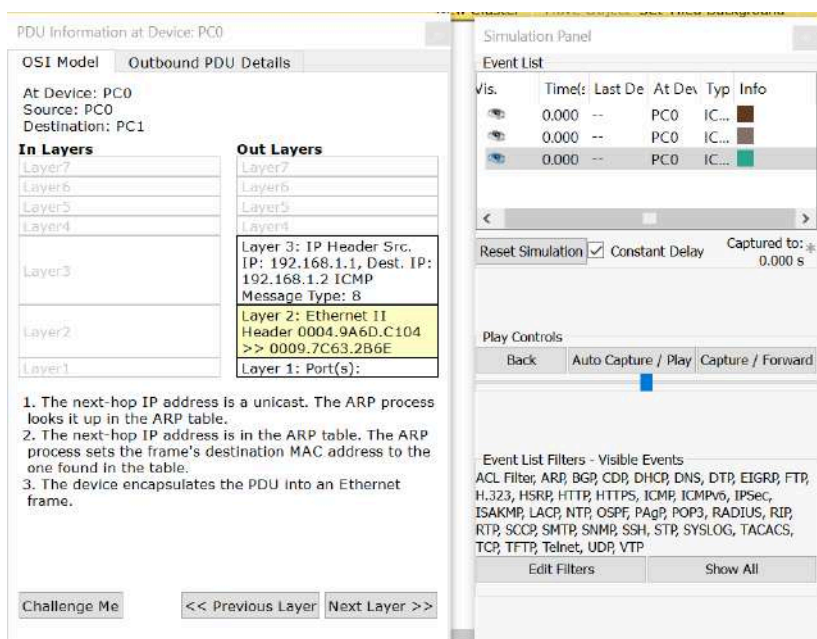 PDU Information at Device: PC0
OSI Model Outbound PDU Details
At Device: PC0
Source: PC0
Destination: PC1
In Layers Out Layers
Layer7 Layer7
Layer6 Layer6
Layer5 Layer5
Layer4 Layer4
Layer3
Layer 3: IP Header Src.
IP: 192.168.1.1, Dest. IP:
192.168.1.2 ICMP
Message Type: 8
Layer2
Layer 2: Ethernet II
Header 0004.9A6D.C104
>> 0009.7C63.2B6E
Layer1 Layer 1: Port(s):
1. The next-hop IP address is a unicast. The ARP process
looks it up in the ARP table.
2. The next-hop IP address is in the ARP table. The ARP
process sets the frame's destination MAC address to the
one found in the table.
3. The device encapsulates the PDU into an Ethernet
frame.
Challenge Me << Previous Layer Next Layer >>
Simulation Panel
Event List
Vis. Time(s Last De At Dev Typ Info
0.000 -- PC0 IC...
0.000 -- PC0 IC...
0.000 -- PC0 IC...
Reset Simulation Constant Delay Captured to: *
0.000 s
Play Controls
Back Auto Capture / Play Capture / Forward
Event List Filters - Visible Events
ACL Filter, ARP, BGP, CDP, DHCP, DNS, DTP, EIGRP, FTP,
H.323, HSRP, HTTP, HTTPS, ICMP, ICMPv6, IPSec,
ISAKMP, LACP, NTP, OSPF, PAgP, POP3, RADIUS, RIP,
RTP, SCCP, SMTP, SNMP, SSH, STP, SYSLOG, TACACS,
TCP, TFTP, Telnet, UDP, VTP
Edit Filters Show All